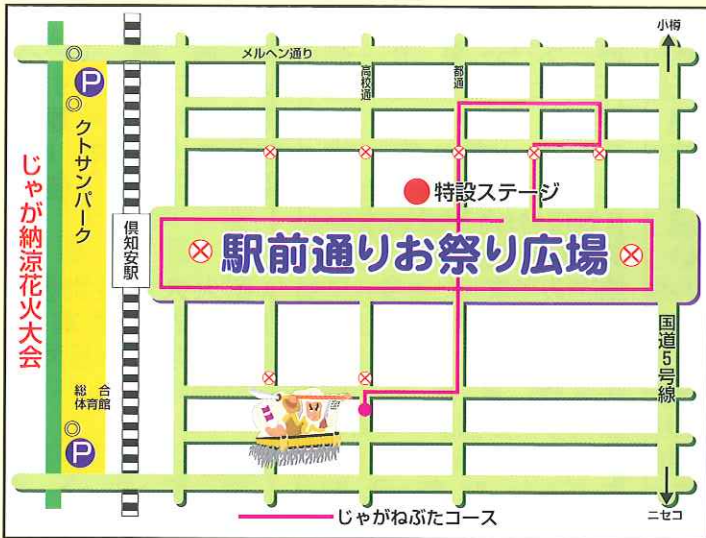 小樽
メルヘン通り
高校通
都通
P
クトサンパーク
じゃが納涼花火大会
倶知安駅
特設ステージ
駅前通りお祭り広場
国道5号線
総合
体育館
P
ニセコ
じゃがねぶたコース